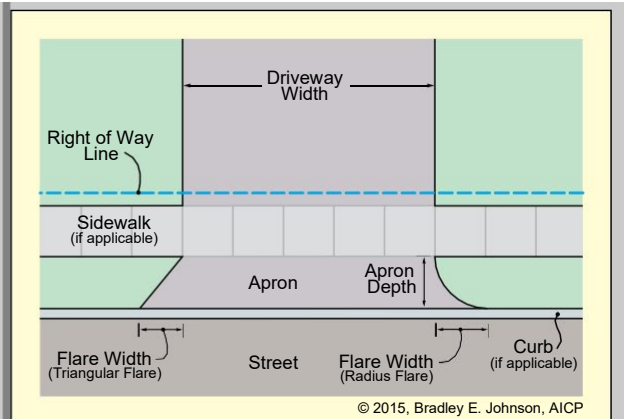 Driveway
Width
Right of Way
Line
Sidewalk
(if applicable)
Apron
Apron
Depth
Flare Width
(Triangular Flare)
Street
Flare Width
(Radius Flare)
Curb
(if applicable)
© 2015, Bradley E. Johnson, AICP